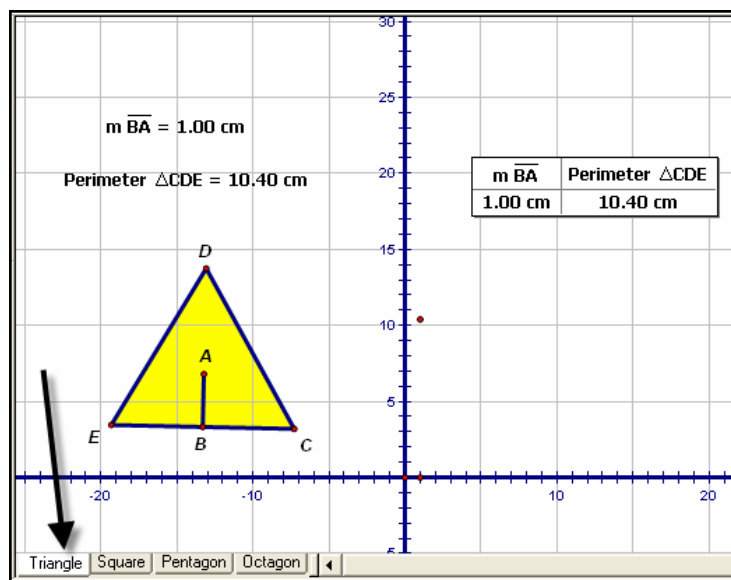 30
25
m BA = 1.00 cm
20
Perimeter △CDE = 10.40 cm
m BA Perimeter △CDE
1.00 cm 10.40 cm
15
D
10
A
5
E B C
-20 -10 10 20
5
Triangle Square Pentagon Octagon